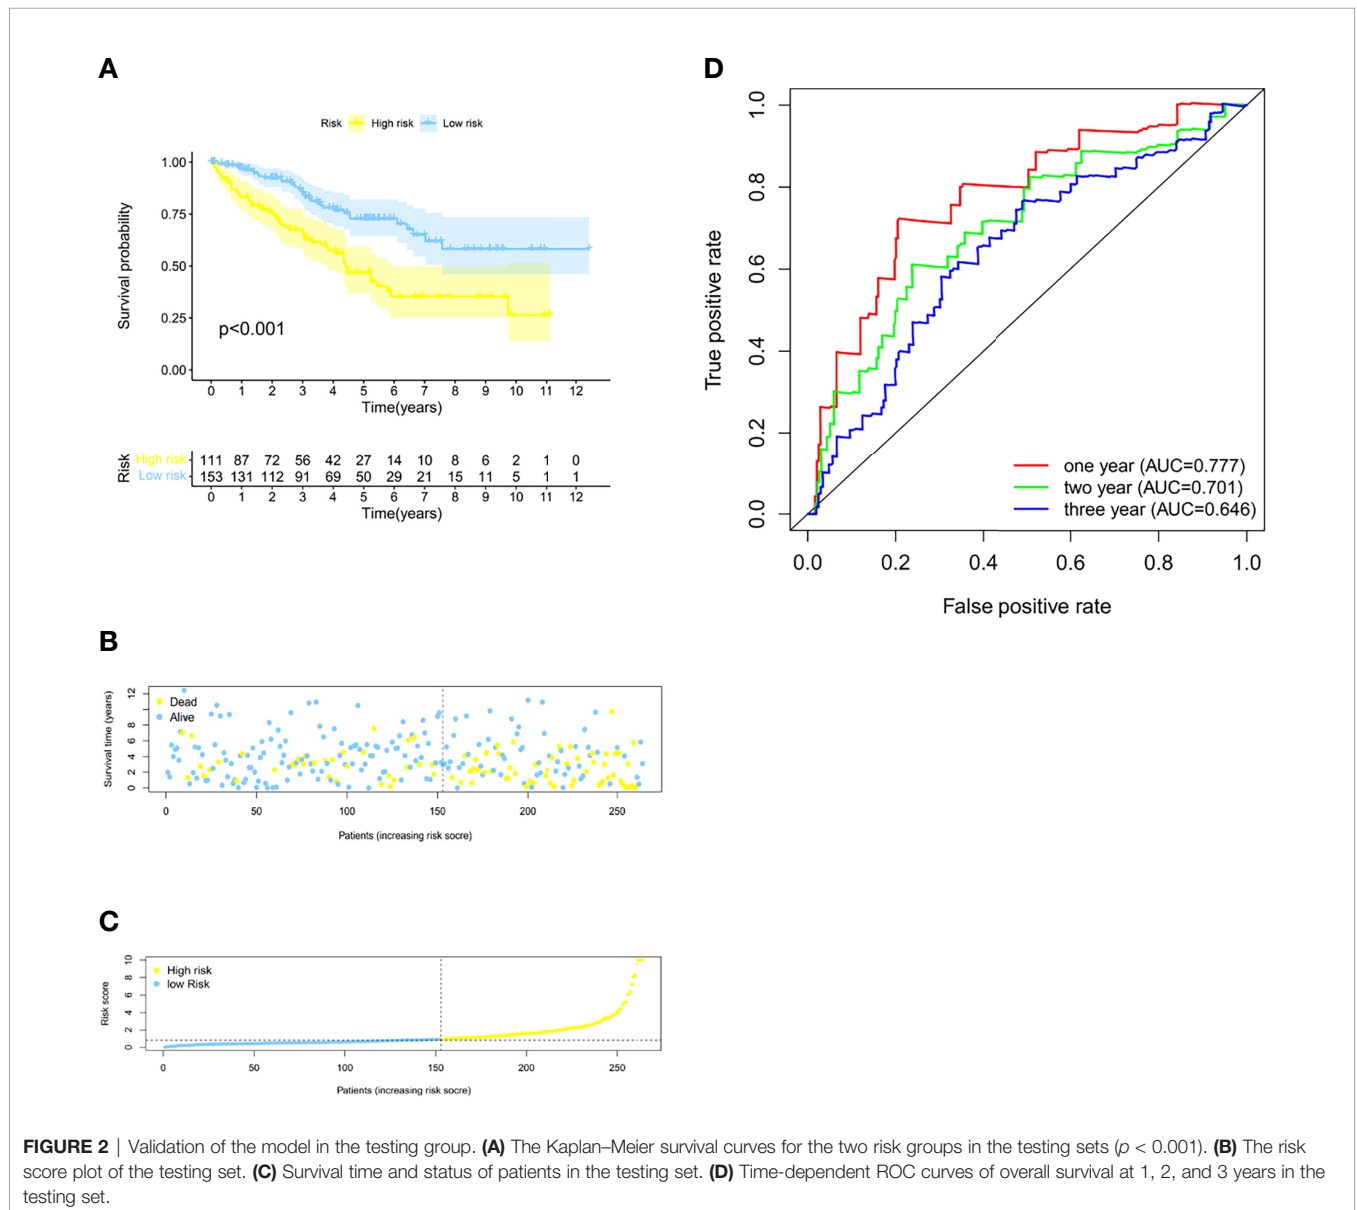 A
Risk High risk Low risk
Survival probability
1.00
0.75
0.50
0.25
0.00
p<0.001
0 1 2 3 4 5 6 7 8 9 10 11 12
Time(years)
Risk
High risk 111 87 72 56 42 27 14 10 8 6 2 1 0
Low risk 153 131 112 91 69 50 29 21 15 11 5 1 1
0 1 2 3 4 5 6 7 8 9 10 11 12
Time(years)
D
True positive rate
1.0
0.8
0.6
0.4
0.2
0.0
one year (AUC=0.777)
two year (AUC=0.701)
three year (AUC=0.646)
0.0 0.2 0.4 0.6 0.8 1.0
False positive rate
B
Survival time (years)
12
8
6
4
2
0
Dead
Alive
0 50 100 150 200 250
Patients (increasing risk socre)
C
Risk score
10
8
6
4
2
0
High risk
low Risk
0 50 100 150 200 250
Patients (increasing risk socre)
FIGURE 2 | Validation of the model in the testing group. (A) The Kaplan–Meier survival curves for the two risk groups in the testing sets (p < 0.001). (B) The risk
score plot of the testing set. (C) Survival time and status of patients in the testing set. (D) Time-dependent ROC curves of overall survival at 1, 2, and 3 years in the
testing set.